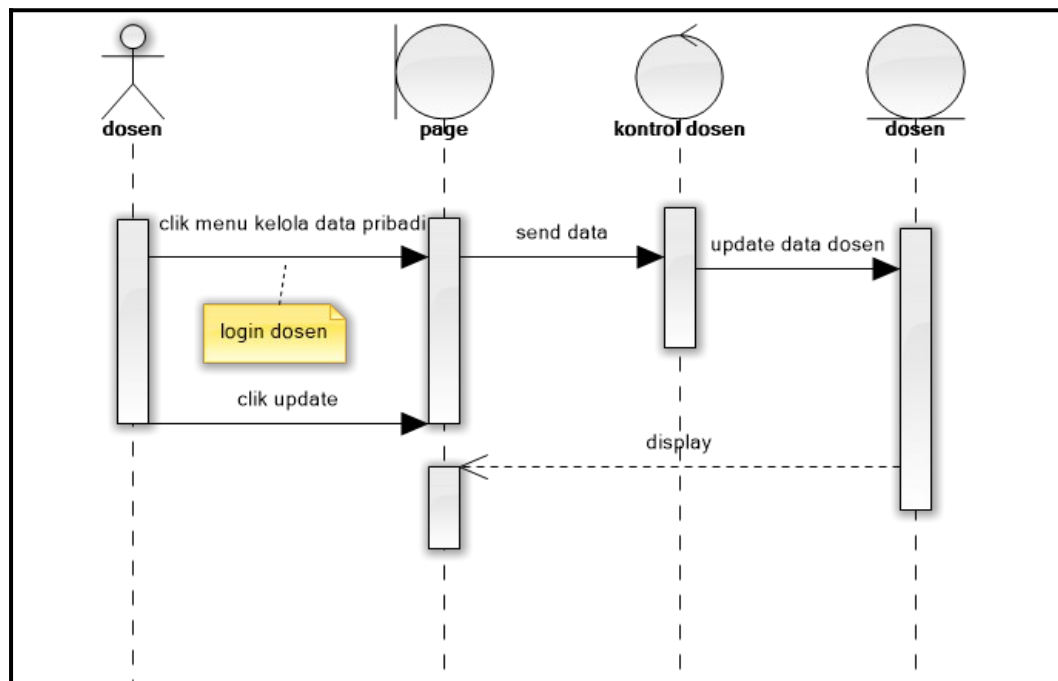 dosen
page
kontrol dosen
dosen
clik menu kelola data pribadi
send data
update data dosen
login dosen
clik update
display